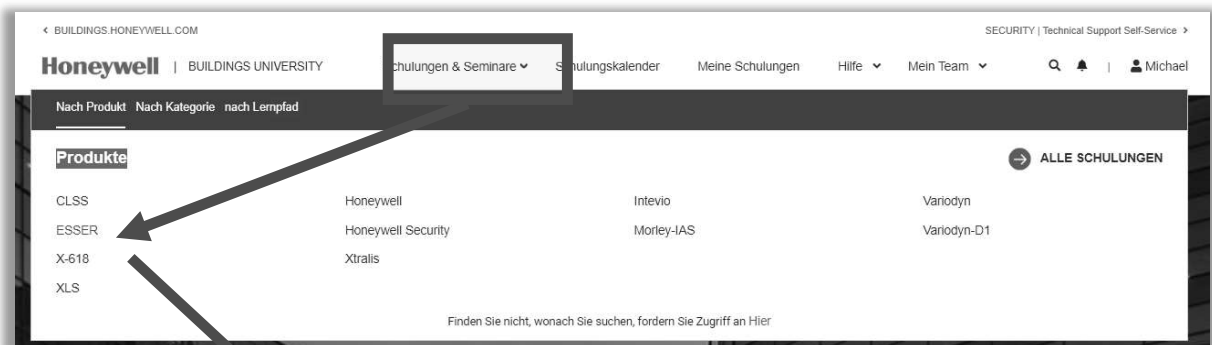 BUILDINGS.HONEYWELL.COM
SECURITY | Technical Support Self-Service
Honeywell | BUILDINGS UNIVERSITY
chulungen & Seminare
Schulungskalender
Meine Schulungen
Hilfe
Mein Team
| Michael
Nach Produkt Nach Kategorie nach Lernpfad
Produkte
ALLE SCHULUNGEN
CLSS Honeywell Intevio Variodyn
ESSER Honeywell Security Morley-IAS Variodyn-D1
X-618 Xtralis
XLS
Finden Sie nicht, wonach Sie suchen, fordern Sie Zugriff an Hier